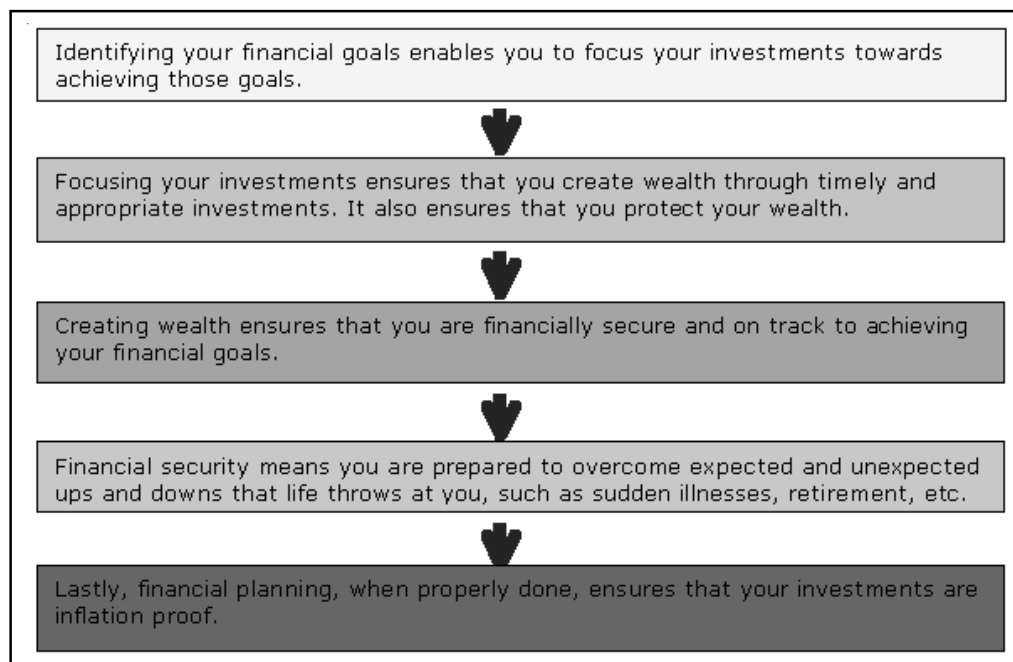 Identifying your financial goals enables you to focus your investments towards
achieving those goals.
Focusing your investments ensures that you create wealth through timely and
appropriate investments. It also ensures that you protect your wealth.
Creating wealth ensures that you are financially secure and on track to achieving
your financial goals.
Financial security means you are prepared to overcome expected and unexpected
ups and downs that life throws at you, such as sudden illnesses, retirement, etc.
Lastly, financial planning, when properly done, ensures that your investments are
inflation proof.